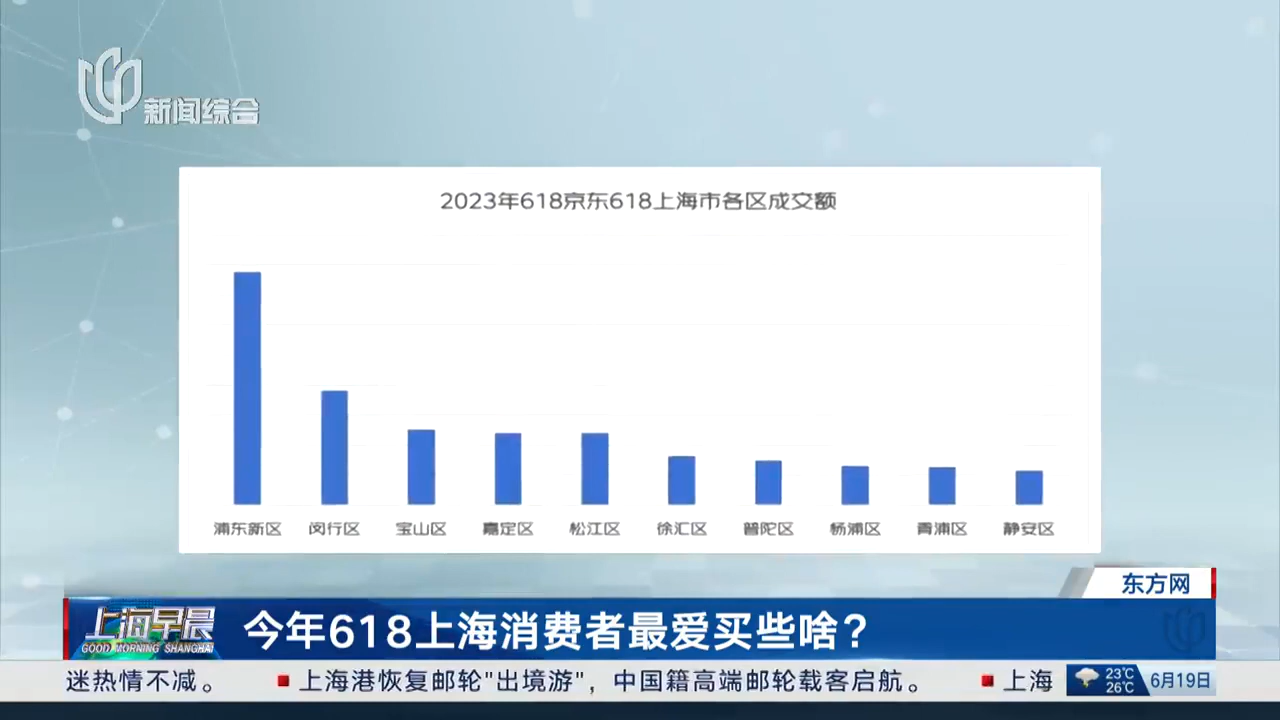 新闻综合
2023年618京东618上海市各区成交额
浦东新区 闵行区 宝山区 嘉定区 松江区 徐汇区 普陀区 杨浦区 青浦区 静安区
东方网
上海早晨
GOOD MORNING SHANGHAI
今年618上海消费者最爱买些啥?
迷热情不减。 上海港恢复邮轮"出境游",中国籍高端邮轮载客启航。 上海
23℃
26℃
6月19日